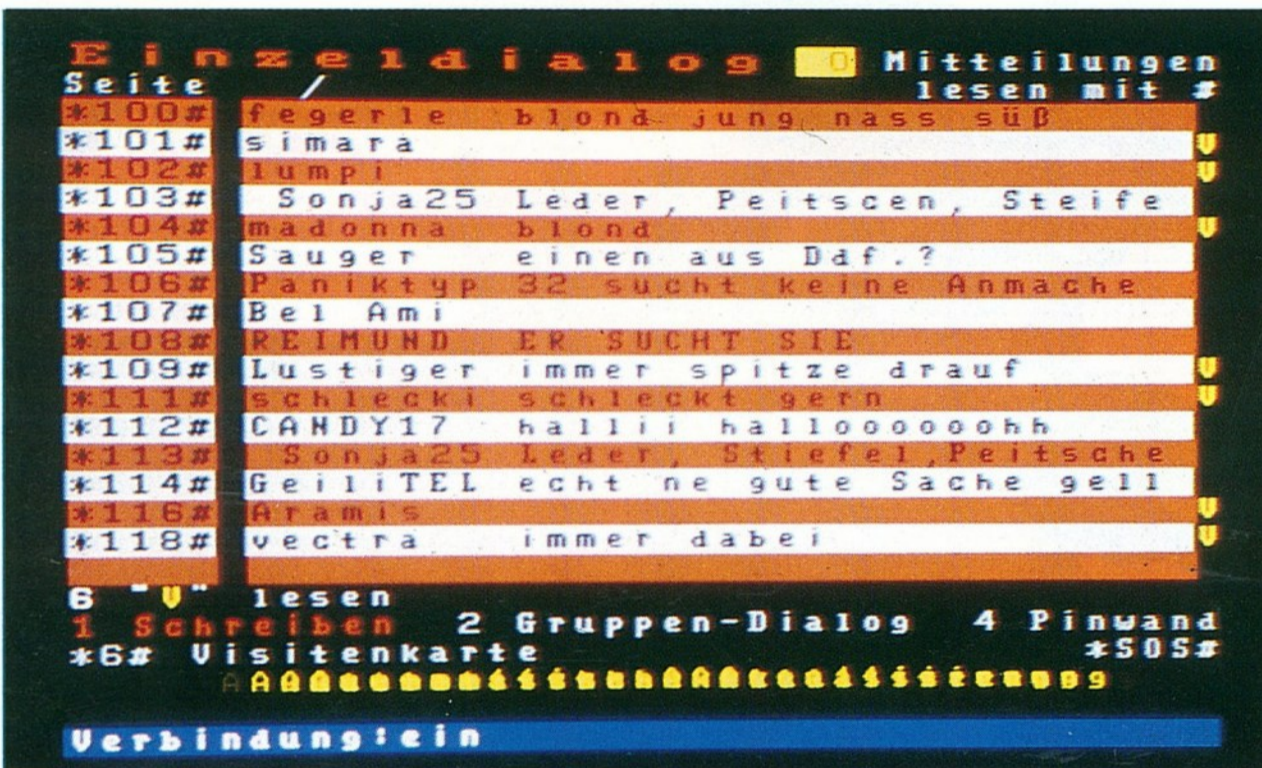 Einzeldialog 0 Mitteilungen
Seite / lesen mit #
*100# fegerle blond jung nass süß
*101# simara V
*102# lumpi V
*103# Sonja25 Leder, Peitscen, Steife
*104# madonna blond V
*105# Sauger einen aus Ddf.?
*106# Paniktyp 32 sucht keine Anmache
*107# Bel Ami
*108# REIMUND ER SUCHT SIE
*109# Lustiger immer spitze drauf V
*111# schlecki schleckt gern V
*112# CANDY17 hallii halloooooohh
*113# Sonja25 Leder, Stiefel,Peitsche
*114# GeiliTEL echt ne gute Sache gell
*116# Aramis V
*118# vectra immer dabei V
6 "V" lesen
1 Schreiben 2 Gruppen-Dialog 4 Pinwand
*6# Visitenkarte *SOS#
Verbindung:ein